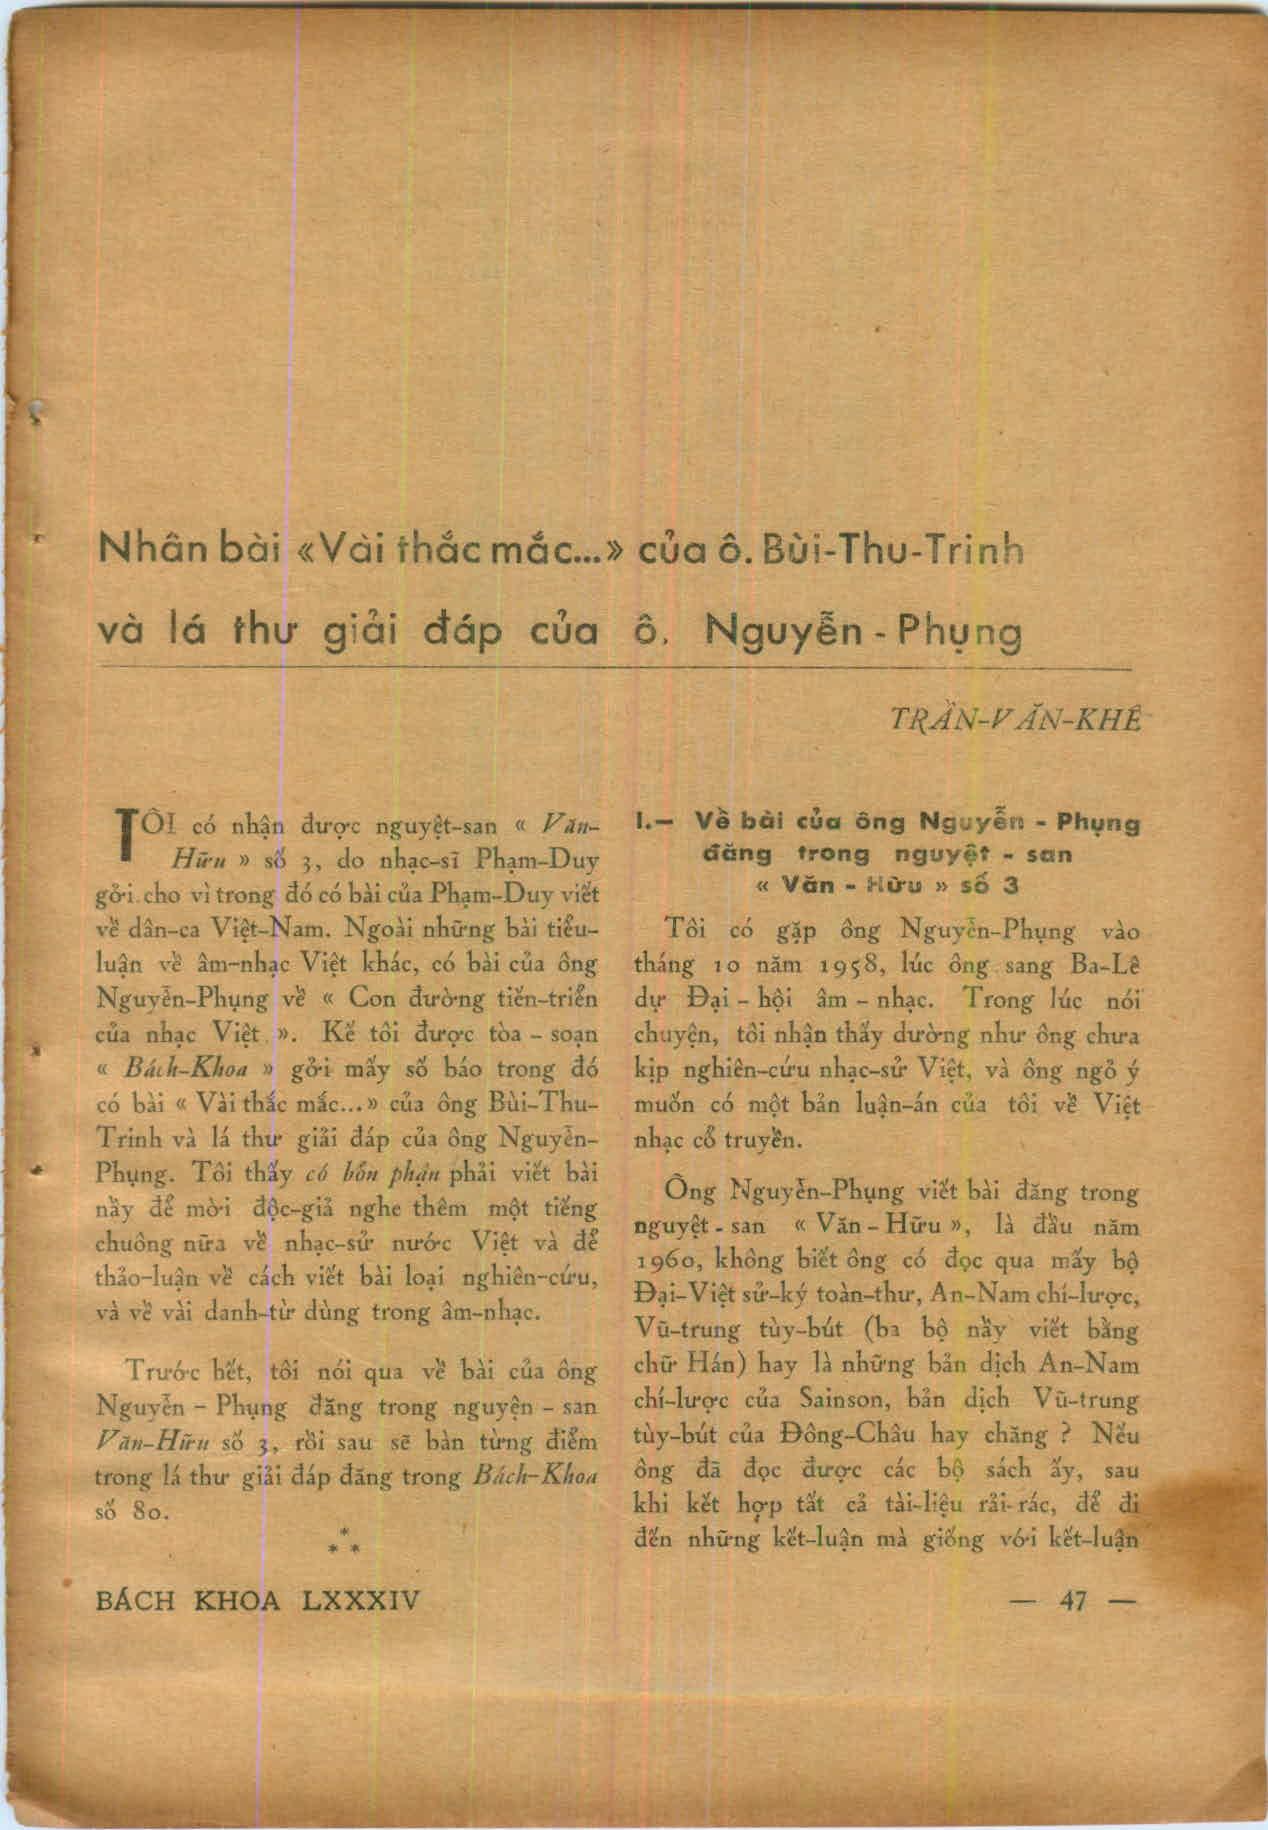 Nhân bài «Vài thắc mắc...» của ô. Bùi-Thu-Trinh
và lá thư giải đáp của ô. Nguyễn - Phụng
TRẦN-VĂN-KHÊ
TÔI có nhận được nguyệt-san « Văn-
Hữu » số 3, do nhạc-sĩ Phạm-Duy
gởi cho vì trong đó có bài của Phạm-Duy viết
về dân-ca Việt-Nam. Ngoài những bài tiểu-
luận về âm-nhạc Việt khác, có bài của ông
Nguyễn-Phụng về « Con đường tiến-triển
của nhạc Việt ». Kế tôi được tòa - soạn
« Bách-Khoa » gởi mấy số báo trong đó
có bài « Vài thắc mắc...» của ông Bùi-Thu-
Trinh và lá thư giải đáp của ông Nguyễn-
Phụng. Tôi thấy có bổn phận phải viết bài
nầy để mời độc-giả nghe thêm một tiếng
chuông nữa về nhạc-sử nước Việt và để
thảo-luận về cách viết bài loại nghiên-cứu,
và về vài danh-từ dùng trong âm-nhạc.
Trước hết, tôi nói qua về bài của ông
Nguyễn - Phụng đăng trong nguyện - san
Văn-Hữu số 3, rồi sau sẽ bàn từng điểm
trong lá thư giải đáp đăng trong Bách-Khoa
số 80.
*
* *
I.— Về bài của ông Nguyễn - Phụng
đăng trong nguyệt - san
« Văn - Hữu » số 3
Tôi có gặp ông Nguyễn-Phụng vào
tháng 10 năm 1958, lúc ông sang Ba-Lê
dự Đại - hội âm - nhạc. Trong lúc nói
chuyện, tôi nhận thấy dường như ông chưa
kịp nghiên-cứu nhạc-sử Việt, và ông ngỏ ý
muốn có một bản luận-án của tôi về Việt
nhạc cổ truyền.
Ông Nguyễn-Phụng viết bài đăng trong
nguyệt - san « Văn - Hữu », là đầu năm
1960, không biết ông có đọc qua mấy bộ
Đại-Việt sử-ký toàn-thư, An-Nam chí-lược,
Vũ-trung tùy-bút (ba bộ nầy viết bằng
chữ Hán) hay là những bản dịch An-Nam
chí-lược của Sainson, bản dịch Vũ-trung
tùy-bút của Đông-Châu hay chăng ? Nếu
ông đã đọc được các bộ sách ấy, sau
khi kết hợp tất cả tài-liệu rải-rác, để đi
đến những kết-luận mà giống với kết-luận
BÁCH KHOA LXXXIV
— 47 —